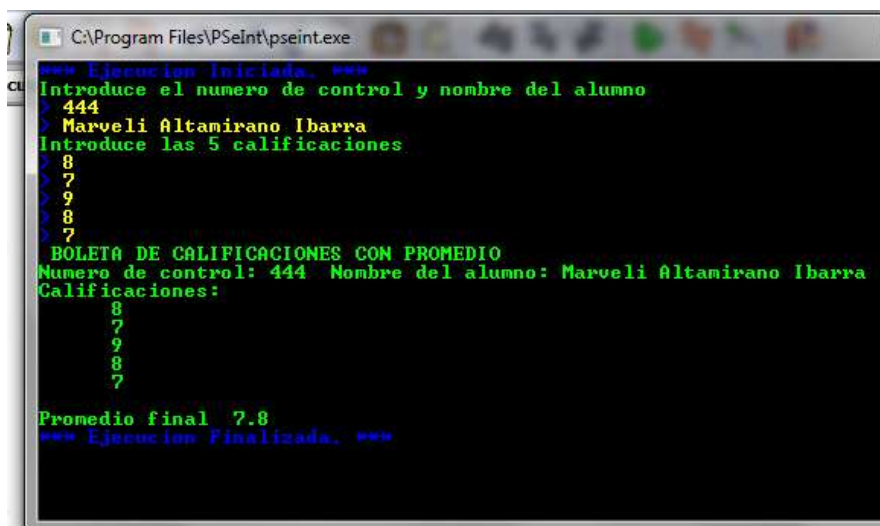 C:\Program Files\PSeInt\pseint.exe
*** Ejecucion Iniciada. ***
Introduce el numero de control y nombre del alumno
> 444
> Marveli Altamirano Ibarra
Introduce las 5 calificaciones
> 8
> 7
> 9
> 8
> 7
BOLETA DE CALIFICACIONES CON PROMEDIO
Numero de control: 444 Nombre del alumno: Marveli Altamirano Ibarra
Calificaciones:
8
7
9
8
7
Promedio final 7.8
*** Ejecucion Finalizada. ***